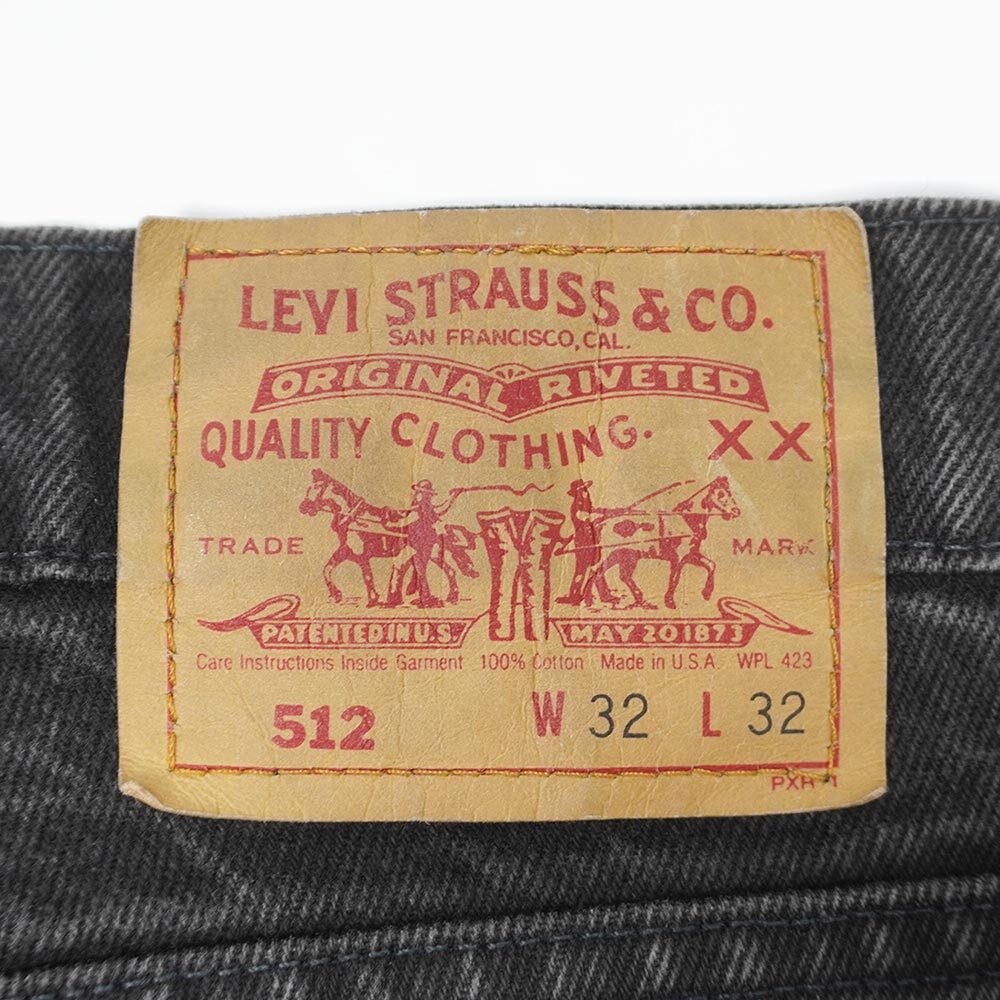 LEVI STRAUSS & CO.
SAN FRANCISCO, CAL.
ORIGINAL RIVETED
QUALITY CLOTHING. XX
TRADE MARK
PATENTED IN U.S. MAY 20 1873
Care Instructions Inside Garment 100% Cotton Made in U.S.A. WPL 423
512 W 32 L 32